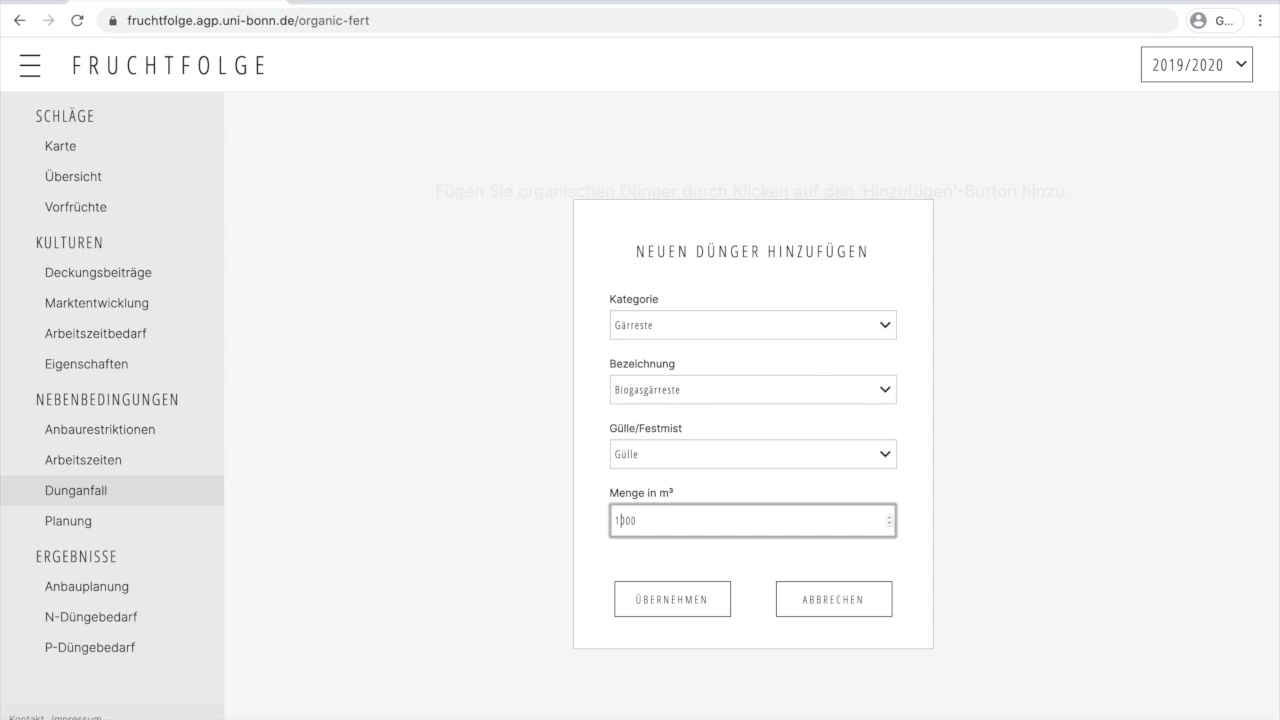 fruchtfolge.agp.uni-bonn.de/organic-fert
G...
FRUCHTFOLGE
2019/2020
SCHLÄGE
Karte
Übersicht
Vorfrüchte
KULTUREN
Deckungsbeiträge
Marktentwicklung
Arbeitszeitbedarf
Eigenschaften
NEBENBEDINGUNGEN
Anbaurestriktionen
Arbeitszeiten
Dunganfall
Planung
ERGEBNISSE
Anbauplanung
N-Düngebedarf
P-Düngebedarf
Kontakt Impressum
Fügen Sie organischen Dünger durch Klicken auf den 'Hinzufügen'-Button hinzu.
NEUEN DÜNGER HINZUFÜGEN
Kategorie
Gärreste
Bezeichnung
Biogasgärreste
Gülle/Festmist
Gülle
Menge in m³
1000
ÜBERNEHMEN
ABBRECHEN